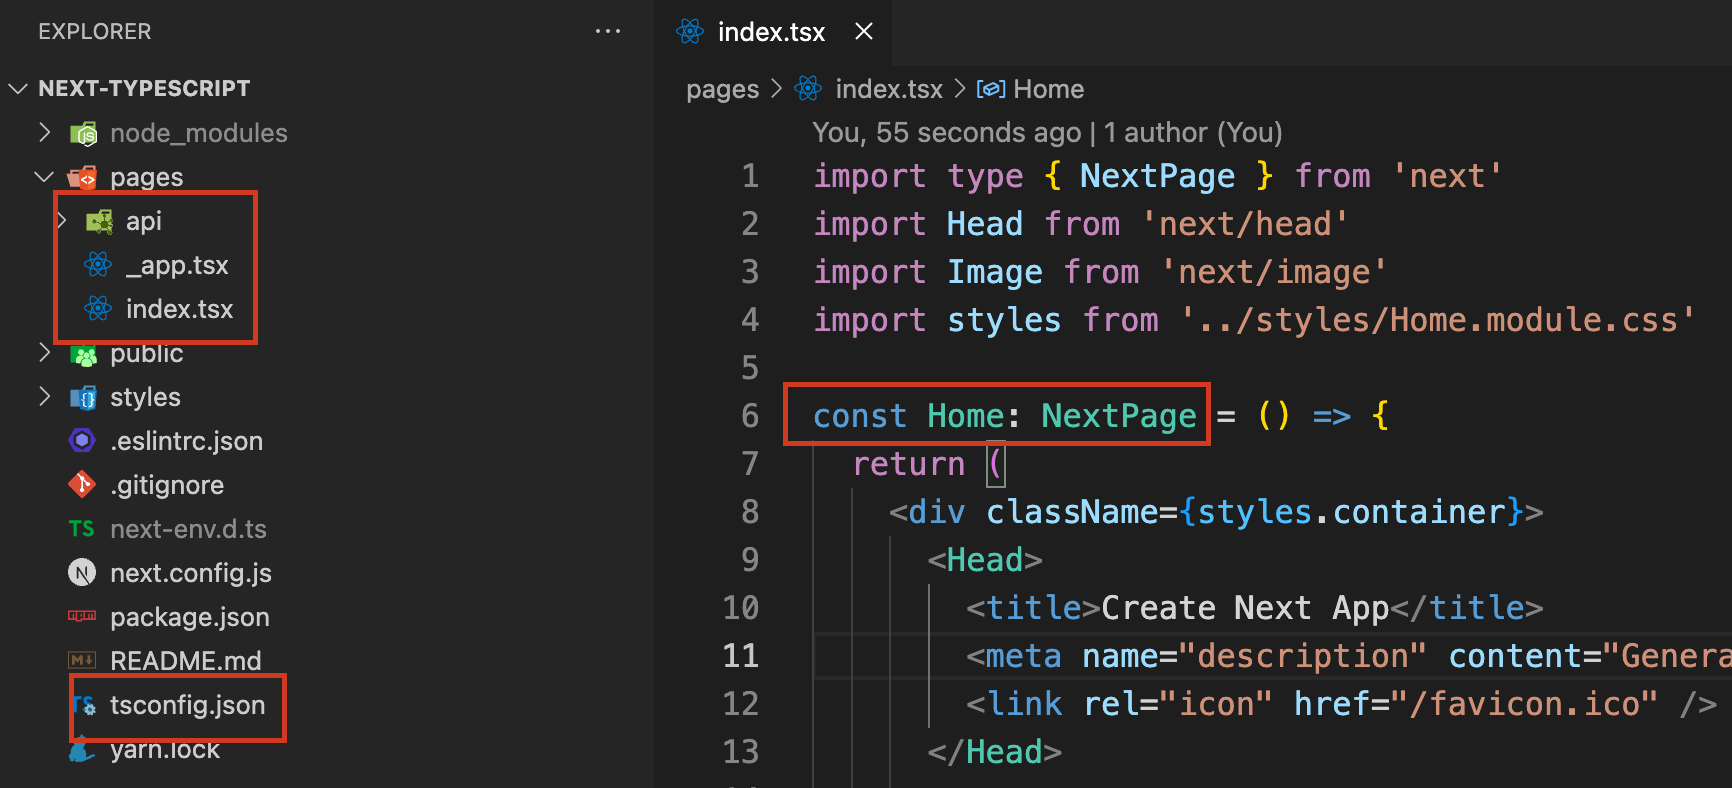 EXPLORER
NEXT-TYPESCRIPT
node_modules
pages
api
_app.tsx
index.tsx
public
styles
.eslintrc.json
.gitignore
TS next-env.d.ts
N next.config.js
package.json
README.md
TS tsconfig.json
yarn.lock
index.tsx
pages > index.tsx > Home
You, 55 seconds ago | 1 author (You)
1 import type { NextPage } from 'next'
2 import Head from 'next/head'
3 import Image from 'next/image'
4 import styles from '../styles/Home.module.css'
5
6 const Home: NextPage = () => {
7 return (
8 <div className={styles.container}>
9 <Head>
10 <title>Create Next App</title>
11 <meta name="description" content="Genera
12 <link rel="icon" href="/favicon.ico" />
13 </Head>